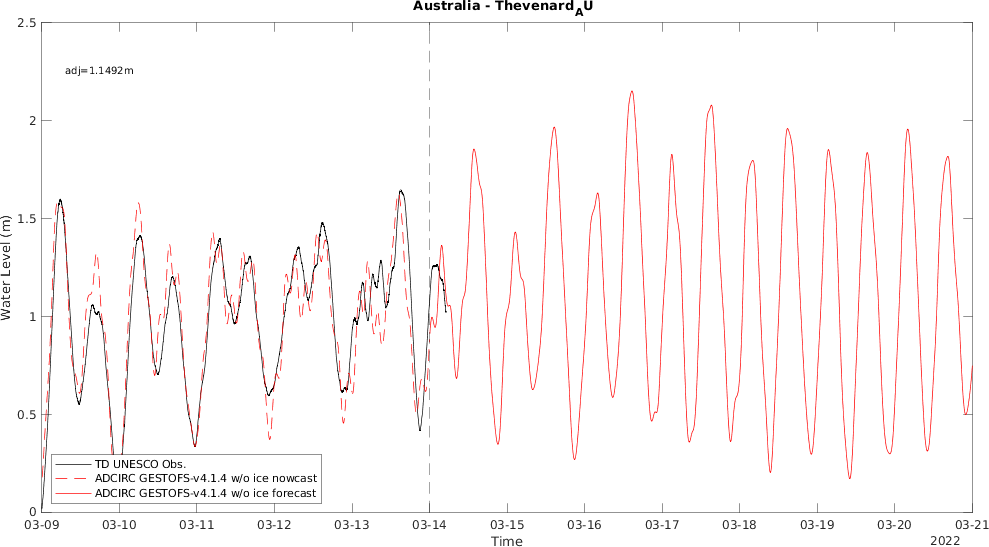 Australia - Thevenard_AU
adj=1.1492m
2.5
2
1.5
1
0.5
0
Water Level (m)
TD UNESCO Obs.
ADCIRC GESTOFS-v4.1.4 w/o ice nowcast
ADCIRC GESTOFS-v4.1.4 w/o ice forecast
03-09 03-10 03-11 03-12 03-13 03-14 03-15 03-16 03-17 03-18 03-19 03-20 03-21
Time
2022